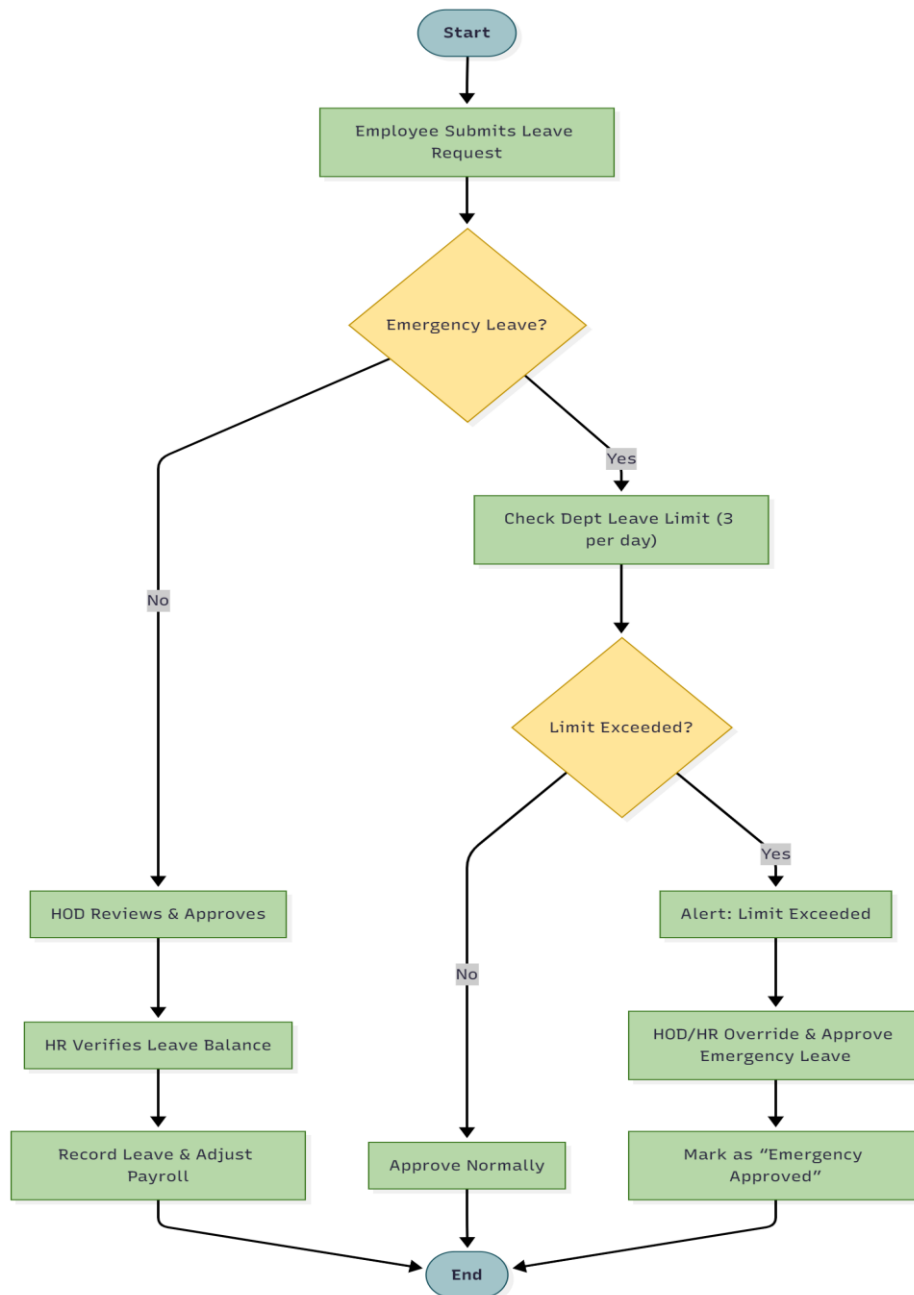 Start
Employee Submits Leave
Request
Emergency Leave?
Yes
Check Dept Leave Limit (3
per day)
No
Limit Exceeded?
Yes
HOD Reviews & Approves
Alert: Limit Exceeded
No
HR Verifies Leave Balance
HOD/HR Override & Approve
Emergency Leave
Record Leave & Adjust
Payroll
Approve Normally
Mark as “Emergency
Approved”
End